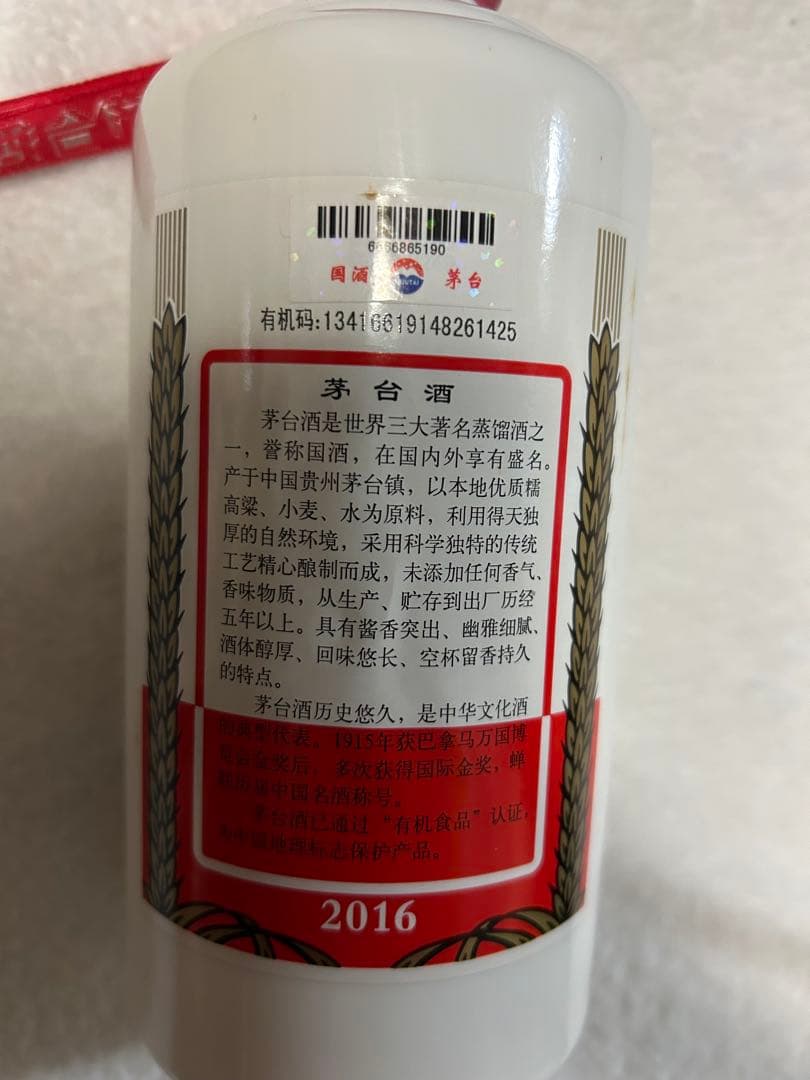 6666865190
国酒 茅台
MOUTAI
有机码:13416619148261425
茅台酒
茅台酒是世界三大著名蒸馏酒之
一，誉称国酒，在国内外享有盛名。
产于中国贵州茅台镇，以本地优质糯
高粱、小麦、水为原料，利用得天独
厚的自然环境，采用科学独特的传统
工艺精心酿制而成，未添加任何香气、
香味物质，从生产、贮存到出厂历经
五年以上。具有酱香突出、幽雅细腻、
酒体醇厚、回味悠长、空杯留香持久
的特点。
茅台酒历史悠久，是中华文化酒
的典型代表。1915年获巴拿马万国博
览会金奖后，多次获得国际金奖，蝉
联历届中国名酒称号。
茅台酒已通过“有机食品”认证，
中国地理标志保护产品。
2016